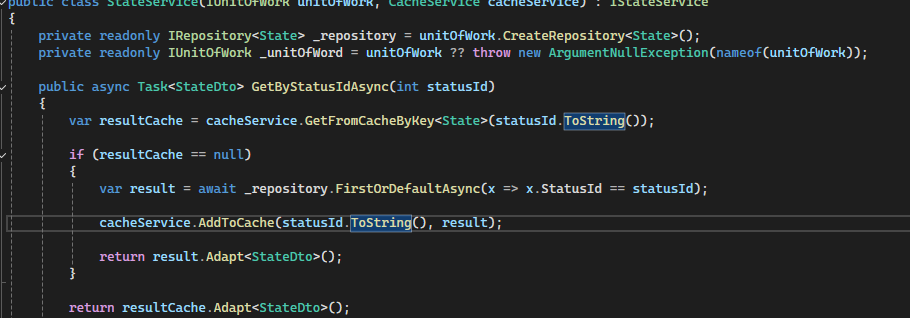 public class StateService(IUnitOfWork unitOfWork, CacheService cacheService) : IStateService
{
private readonly IRepository<State> _repository = unitOfWork.CreateRepository<State>();
private readonly IUnitOfWork _unitOfWord = unitOfWork ?? throw new ArgumentNullException(nameof(unitOfWork));
public async Task<StateDto> GetByStatusIdAsync(int statusId)
{
var resultCache = cacheService.GetFromCacheByKey<State>(statusId.ToString());
if (resultCache == null)
{
var result = await _repository.FirstOrDefaultAsync(x => x.StatusId == statusId);
cacheService.AddToCache(statusId.ToString(), result);
return result.Adapt<StateDto>();
}
return resultCache.Adapt<StateDto>();